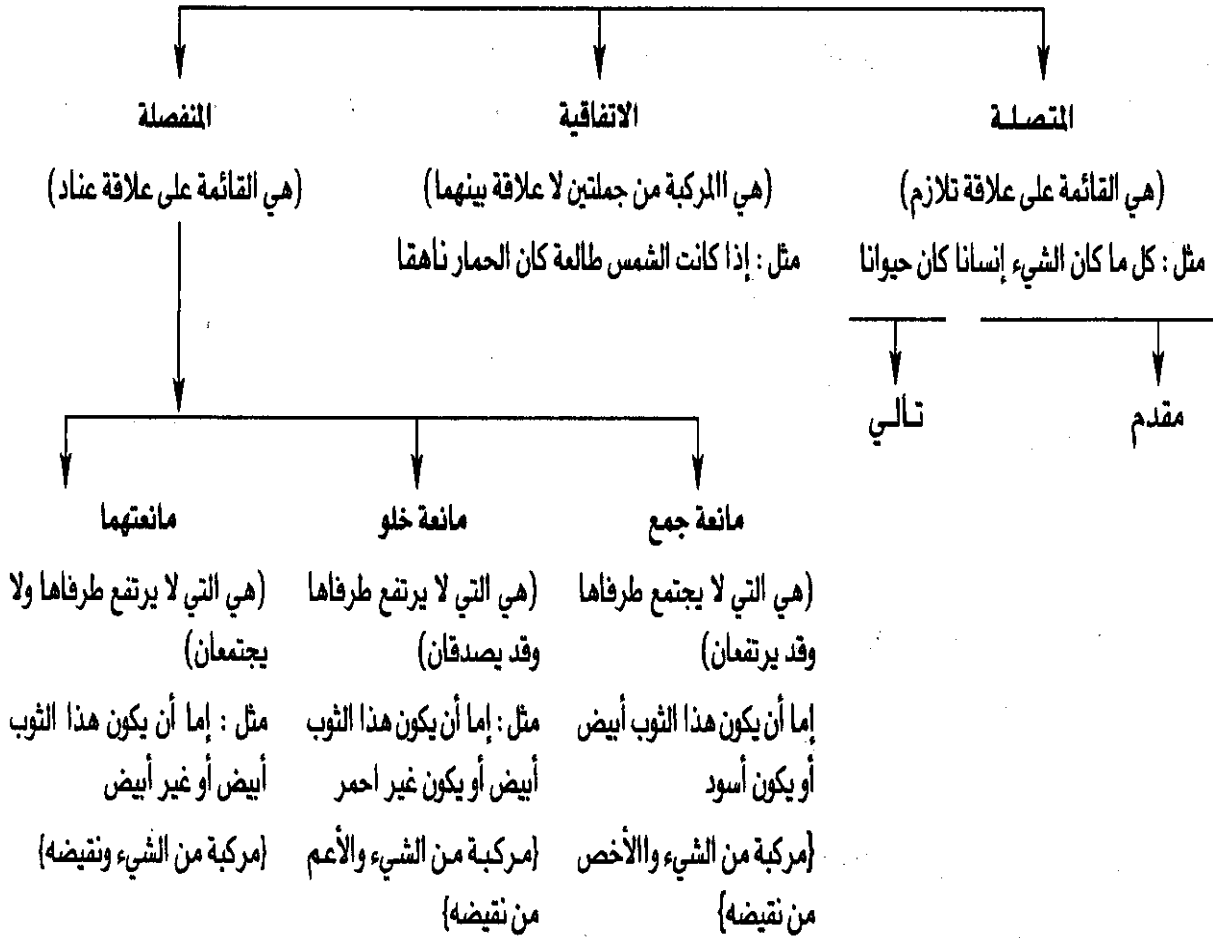 المتصلة
(هي القائمة على علاقة تلازم)
مثل : كل ما كان الشيء إنسانا كان حيوانا
مقدم
تالي
الاتفاقية
(هي االمركبة من جملتين لا علاقة بينهما)
مثل : إذا كانت الشمس طالعة كان الحمار ناهقا
المنفصلة
(هي القائمة على علاقة عناد)
مانعة جمع
(هي التي لا يجتمع طرفاها
وقد يرتفعان)
إما أن يكون هذا الثوب أبيض
أو يكون أسود
{مركبة من الشيء واالأخص
من نقيضه}
مانعة خلو
(هي التي لا يرتفع طرفاها
وقد يصدقان)
مثل : إما أن يكون هذا الثوب
أبيض أو يكون غير احمر
{مركبة من الشيء والأعم
من نقيضه}
مانعتهما
(هي التي لا يرتفع طرفاها ولا
يجتمعان)
مثل : إما أن يكون هذا الثوب
أبيض أو غير أبيض
{مركبة من الشيء ونقيضه}